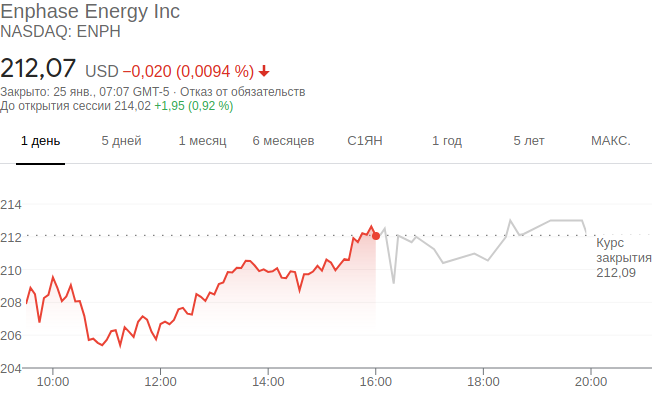 Enphase Energy Inc
NASDAQ: ENPH
212,07 USD −0,020 (0,0094 %)
Закрыто: 25 янв., 07:07 GMT-5 · Отказ от обязательств
До открытия сессии 214,02 +1,95 (0,92 %)
1 день 5 дней 1 месяц 6 месяцев С1ЯН 1 год 5 лет МАКС.
214
212
210
208
206
204
Курс
закрытия
212,09
10:00 12:00 14:00 16:00 18:00 20:00